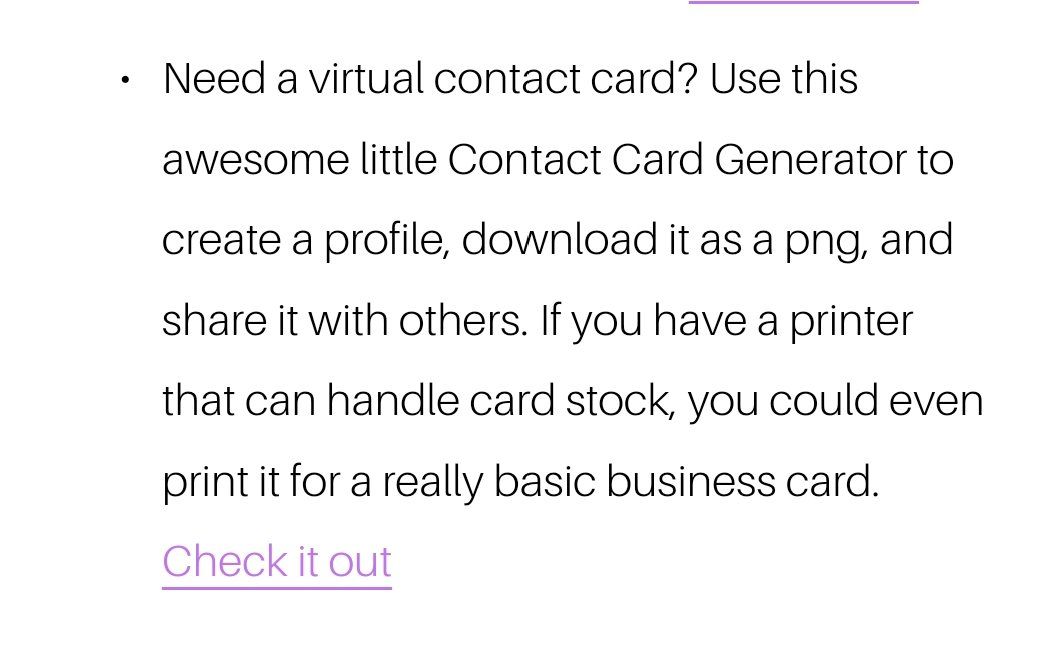 • Need a virtual contact card? Use this
awesome little Contact Card Generator to
create a profile, download it as a png, and
share it with others. If you have a printer
that can handle card stock, you could even
print it for a really basic business card.
Check it out